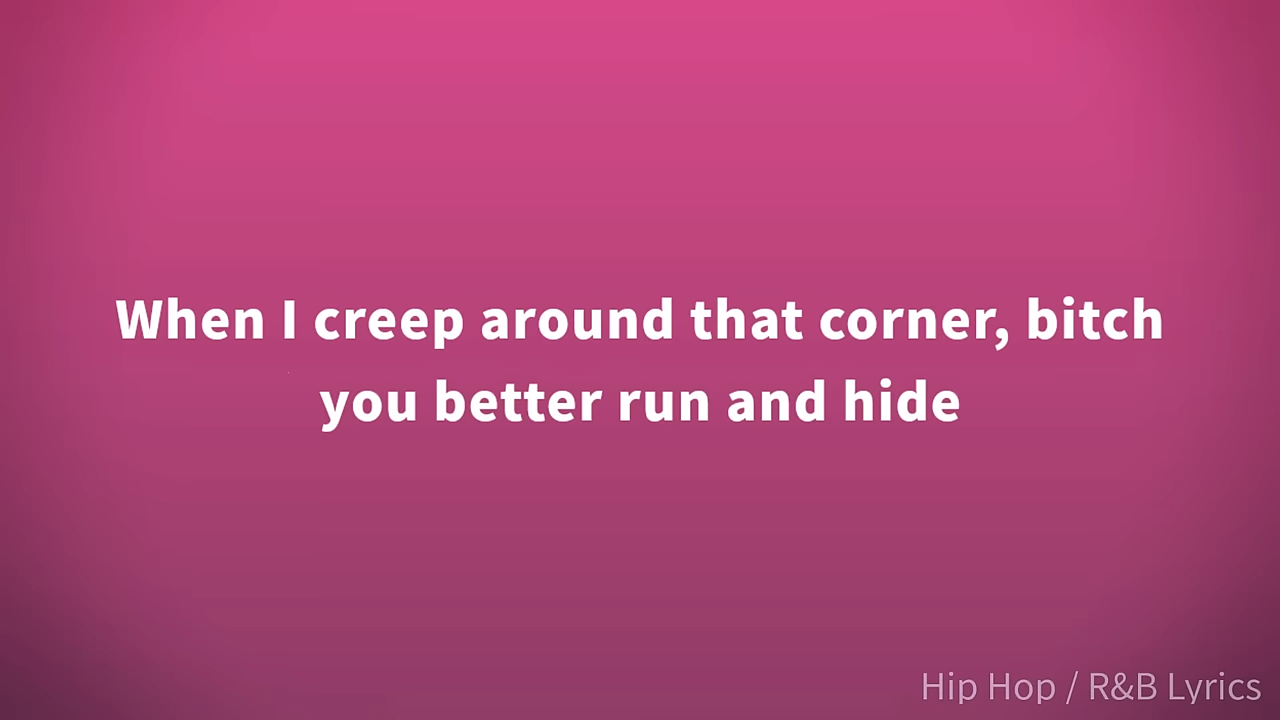 When I creep around that corner, bitch
you better run and hide
Hip Hop / R&B Lyrics